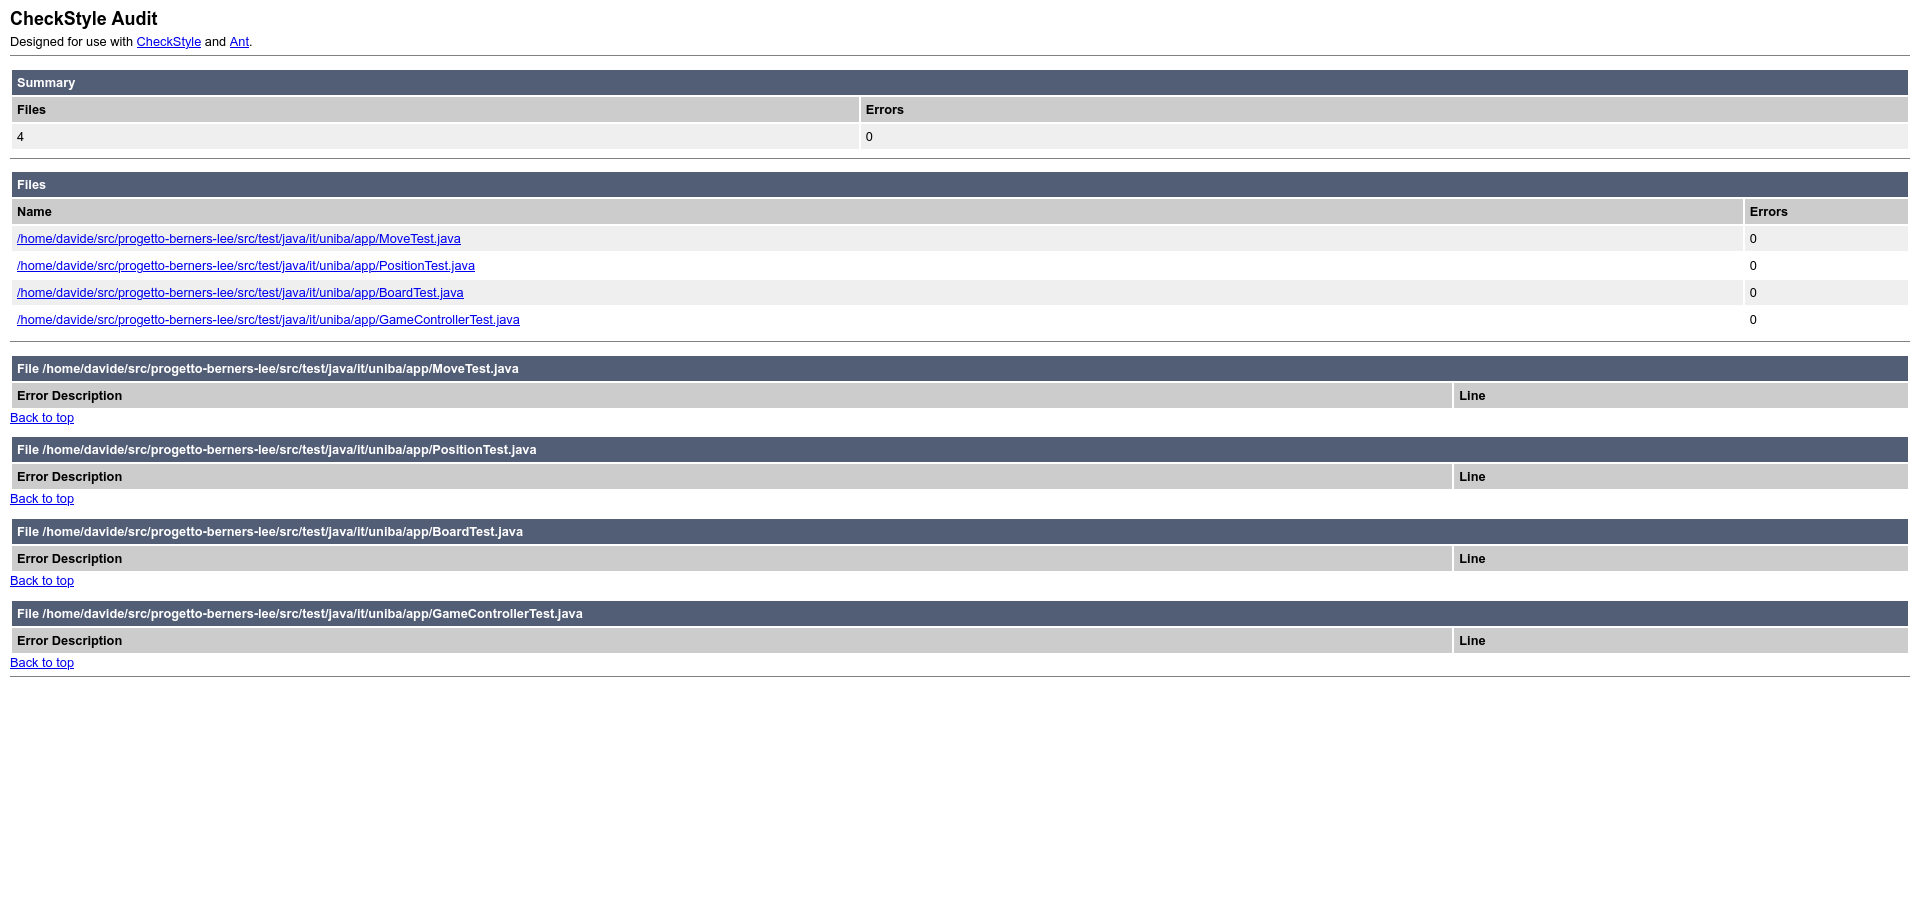 CheckStyle Audit
Designed for use with CheckStyle and Ant.
Summary
Files Errors
4 0
Files
Name Errors
/home/davide/src/progetto-berners-lee/src/test/java/it/uniba/app/MoveTest.java 0
/home/davide/src/progetto-berners-lee/src/test/java/it/uniba/app/PositionTest.java 0
/home/davide/src/progetto-berners-lee/src/test/java/it/uniba/app/BoardTest.java 0
/home/davide/src/progetto-berners-lee/src/test/java/it/uniba/app/GameControllerTest.java 0
File /home/davide/src/progetto-berners-lee/src/test/java/it/uniba/app/MoveTest.java
Error Description Line
Back to top
File /home/davide/src/progetto-berners-lee/src/test/java/it/uniba/app/PositionTest.java
Error Description Line
Back to top
File /home/davide/src/progetto-berners-lee/src/test/java/it/uniba/app/BoardTest.java
Error Description Line
Back to top
File /home/davide/src/progetto-berners-lee/src/test/java/it/uniba/app/GameControllerTest.java
Error Description Line
Back to top